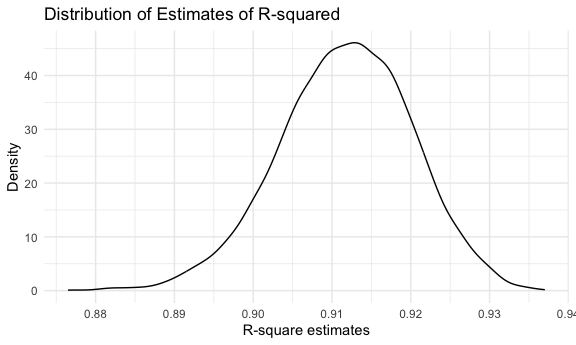 Distribution of Estimates of R-squared
40
30
20
10
0
Density
0.88 0.89 0.90 0.91 0.92 0.93 0.94
R-square estimates